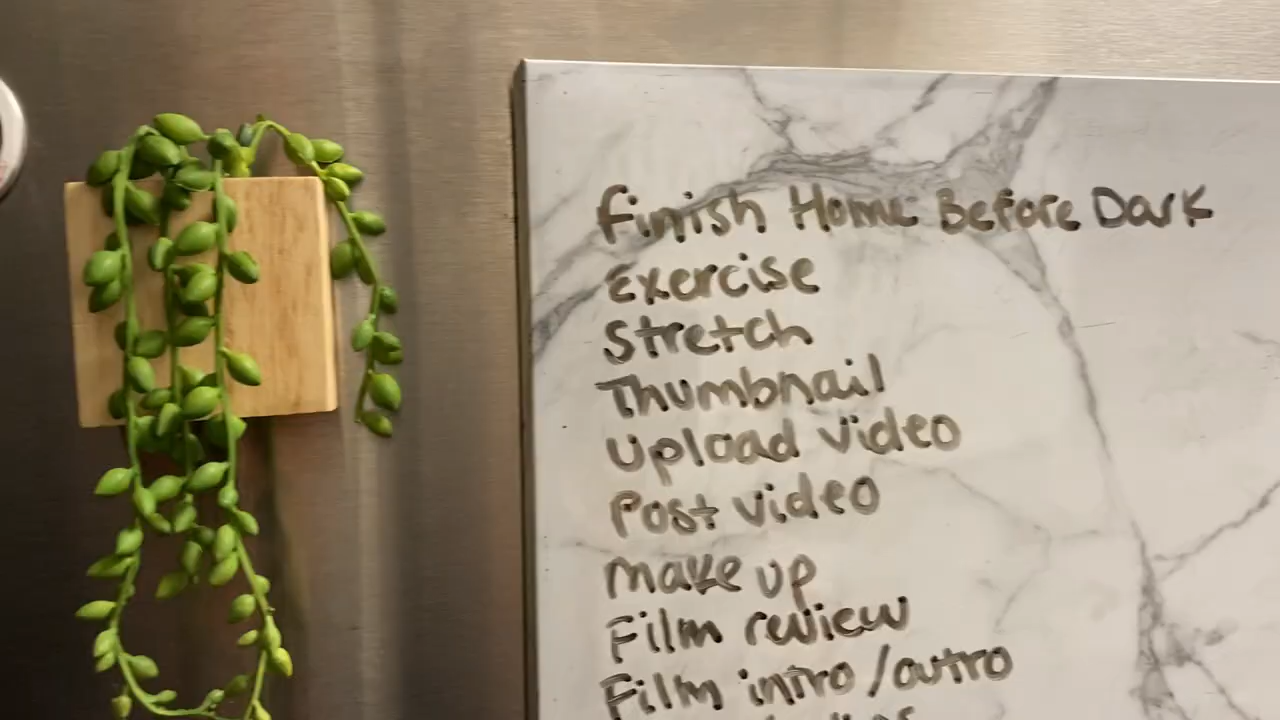 Finish Home Before Dark
Exercise
Stretch
Thumbnail
Upload video
Post video
make up
Film review
Film intro/outro